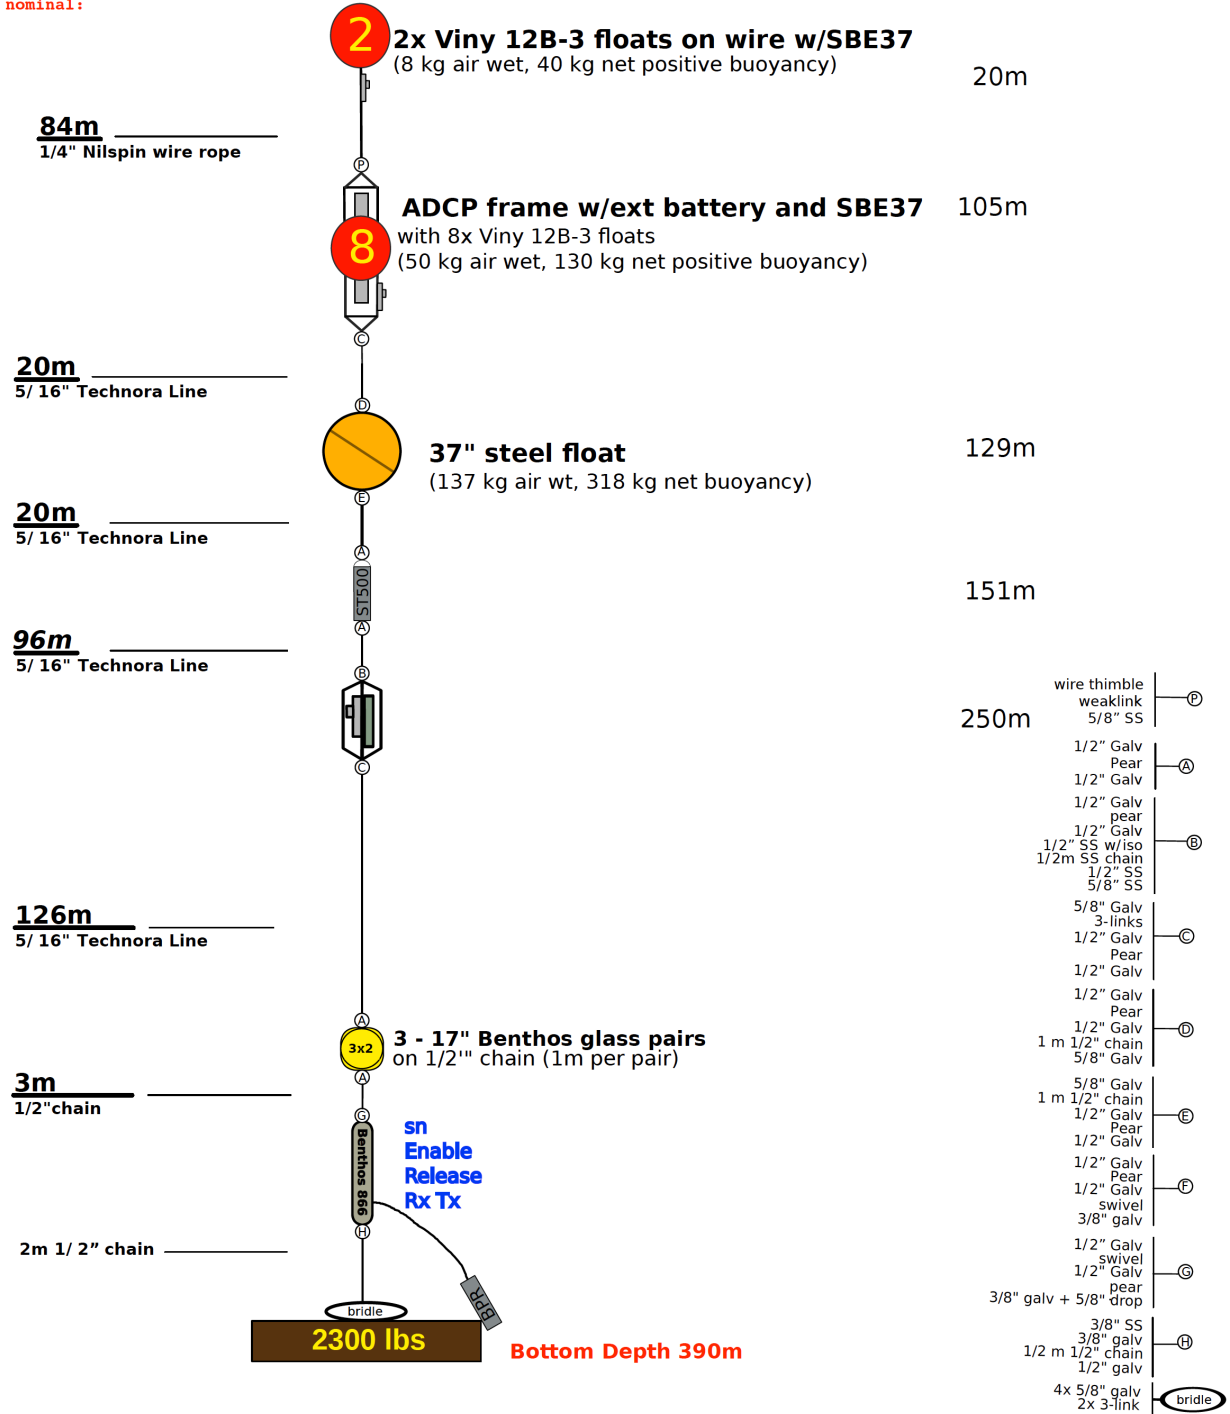 nominal:
2
2x Viny 12B-3 floats on wire w/SBE37
(8 kg air wet, 40 kg net positive buoyancy)
20m
84m
1/4" Nilspin wire rope
P
ADCP frame w/ext battery and SBE37
105m
8
with 8x Viny 12B-3 floats
(50 kg air wet, 130 kg net positive buoyancy)
C
20m
5/ 16" Technora Line
D
37" steel float
129m
(137 kg air wt, 318 kg net buoyancy)
E
20m
5/ 16" Technora Line
A
ST500
151m
A
96m
5/ 16" Technora Line
B
250m
C
126m
5/ 16" Technora Line
A
3x2
3 - 17" Benthos glass pairs
on 1/2'" chain (1m per pair)
A
3m
1/2"chain
G
Benthos 866
sn
Enable
Release
Rx Tx
H
2m 1/ 2” chain
BPR
bridle
2300 lbs
Bottom Depth 390m
wire thimble
weaklink
5/8” SS
P
1/2” Galv
Pear
1/2" Galv
A
1/2” Galv
pear
1/2” Galv
1/2” SS w/iso
1/2m SS chain
1/2” SS
5/8” SS
B
5/8" Galv
3-links
1/2” Galv
Pear
1/2" Galv
C
1/2” Galv
Pear
1/2" Galv
1 m 1/2" chain
5/8" Galv
D
5/8" Galv
1 m 1/2" chain
1/2” Galv
Pear
1/2" Galv
E
1/2” Galv
Pear
1/2" Galv
swivel
3/8" galv
F
1/2” Galv
swivel
1/2" Galv
pear
3/8" galv + 5/8" drop
G
3/8" SS
3/8" galv
1/2 m 1/2" chain
1/2" galv
H
4x 5/8" galv
2x 3-link
bridle